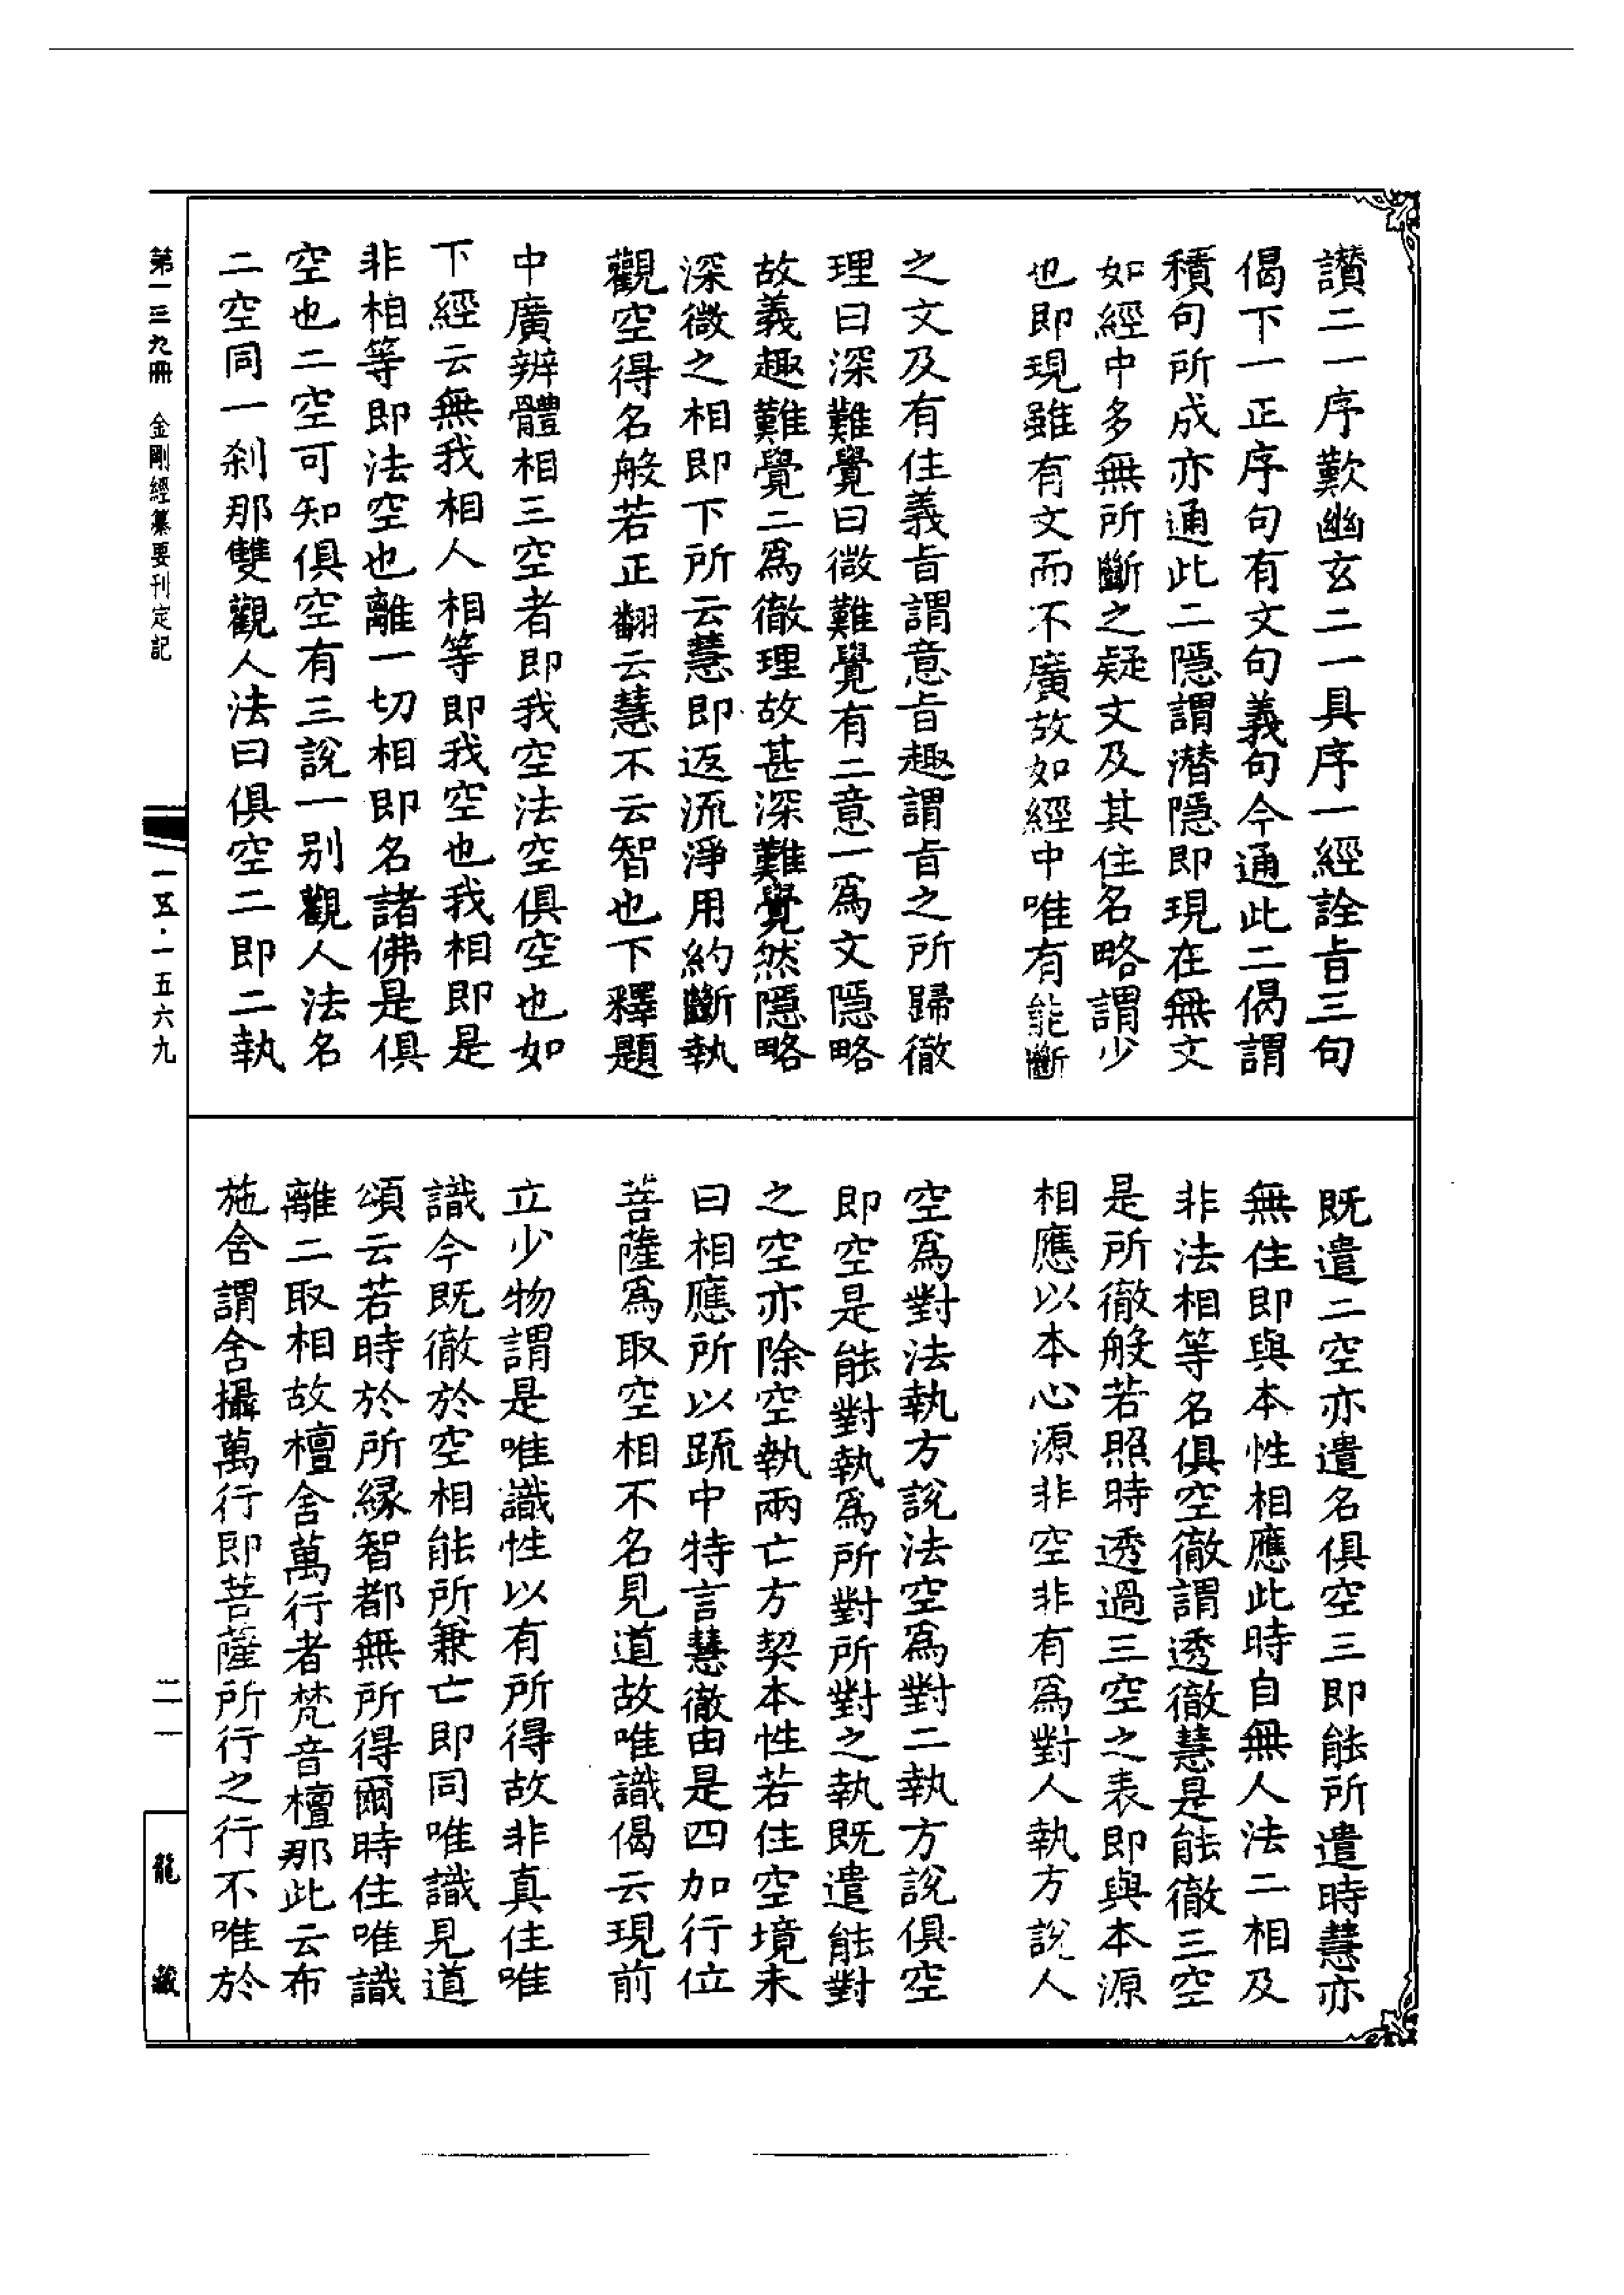 讃二一序歎幽玄二一具序一經詮㫖三句
偈下一正序句有文句義句今通此二偈謂
積句所成亦通此二隱謂潛隱即現在無文
如經中多無所斷之疑文及其住名略謂少
也即現雖有文而不廣故如經中唯有能斷
之文及有住義㫖謂意㫖趣謂㫖之所歸徹
理曰深難覺曰微難覺有二意一為文隱略
故義趣難覺二為徹理故甚深難覺然隱略
深微之相即下所云慧即返流淨用約斷執
觀空得名般若正翻云慧不云智也下釋題
中廣辨體相三空者即我空法空俱空也如
下經云無我相人相等即我空也我相即是
非相等即法空也離一切相即名諸佛是俱
空也二空可知俱空有三説一别觀人法名
二空同一刹那雙觀人法曰俱空二即二執
既遣二空亦遣名俱空三即能所遣時慧亦
無住即與本性相應此時自無人法二相及
非法相等名俱空徹謂透徹慧是能徹三空
是所徹般若照時透過三空之表即與本源
相應以本心源非空非有為對人執方説人
空為對法執方説法空為對二執方説俱空
即空是能對執為所對所對之執既遣能對
之空亦除空執兩亡方契本性若住空境未
曰相應所以䟽中特言慧徹由是四加行位
菩薩為取空相不名見道故唯識偈云現前
立少物謂是唯識性以有所得故非真住唯
識今既徹於空相能所兼亡即同唯識見道
頌云若時於所緣智都無所得爾時住唯識
離二取相故檀舍萬行者梵音檀那此云布
施舍謂舍攝萬行即菩薩所行之行不唯於
第一三九冊 金剛經纂要刊定記
一五·一五六九
二一
龍藏